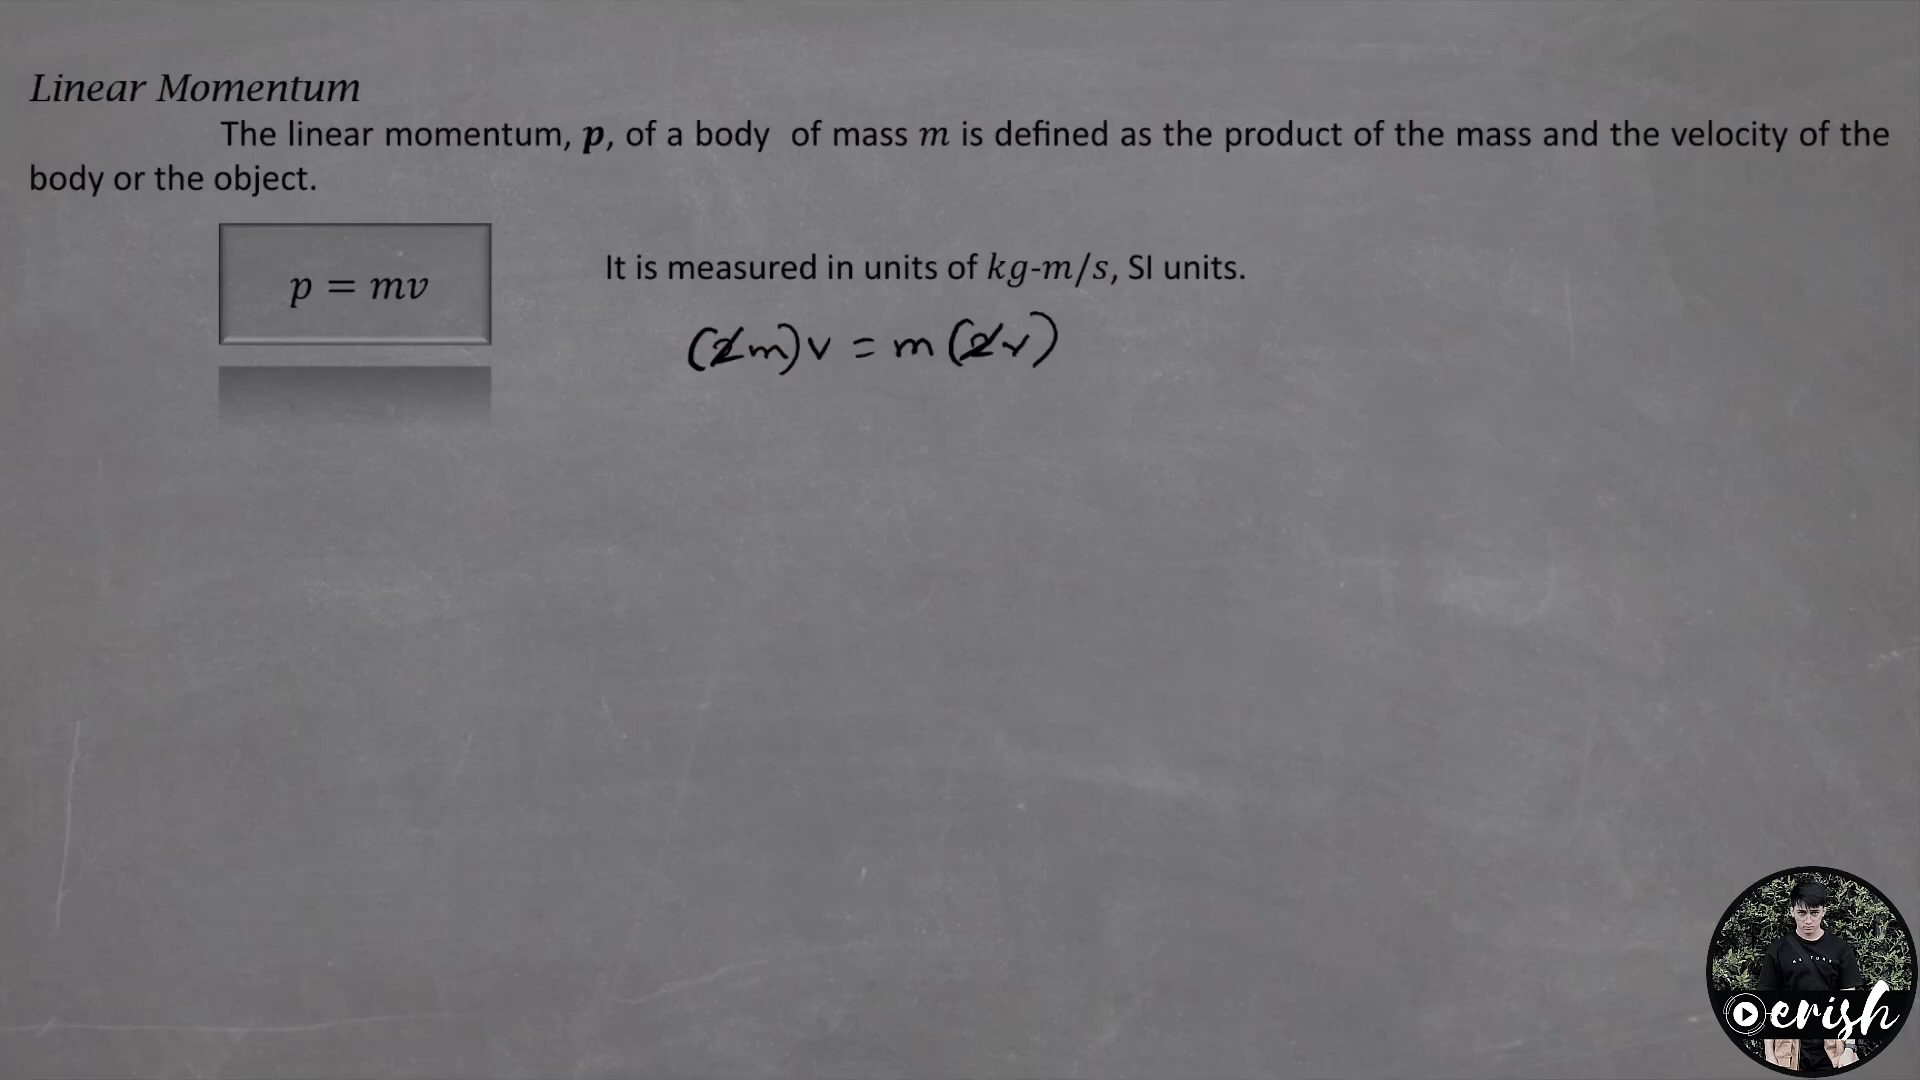 Linear Momentum
The linear momentum, p, of a body of mass m is defined as the product of the mass and the velocity of the
body or the object.
p = mv
It is measured in units of kg-m/s, SI units.
(2m)v = m(2v)
erish